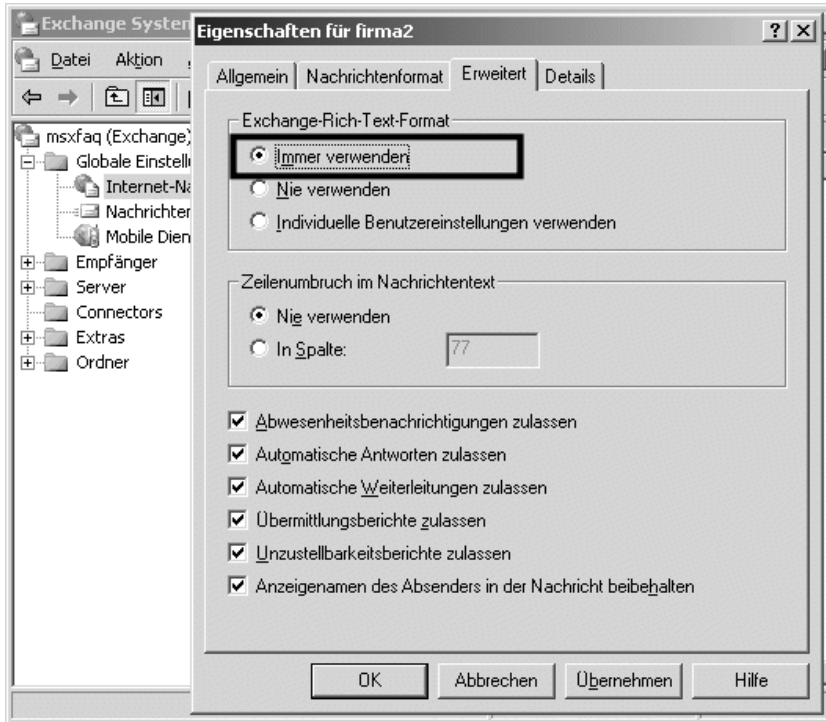 Exchange System
Datei Aktion
msxfaq (Exchange)
Globale Einstell
Internet-Na
Nachrichten
Mobile Dien
Empfänger
Server
Connectors
Extras
Ordner
Eigenschaften für firma2
Allgemein Nachrichtenformat Erweitert Details
Exchange-Rich-Text-Format
Immer verwenden
Nie verwenden
Individuelle Benutzereinstellungen verwenden
Zeilenumbruch im Nachrichtentext
Nie verwenden
In Spalte: 77
Abwesenheitsbenachrichtigungen zulassen
Automatische Antworten zulassen
Automatische Weiterleitungen zulassen
Übermittlungsberichte zulassen
Unzustellbarkeitsberichte zulassen
Anzeigenamen des Absenders in der Nachricht beibehalten
OK Abbrechen Übernehmen Hilfe